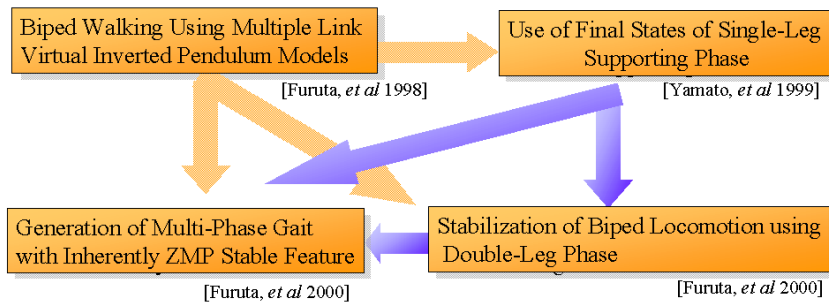 Biped Walking Using Multiple Link
Virtual Inverted Pendulum Models
[Furuta, et al 1998]
Use of Final States of Single-Leg
Supporting Phase
[Yamato, et al 1999]
Generation of Multi-Phase Gait
with Inherently ZMP Stable Feature
[Furuta, et al 2000]
Stabilization of Biped Locomotion using
Double-Leg Phase
[Furuta, et al 2000]